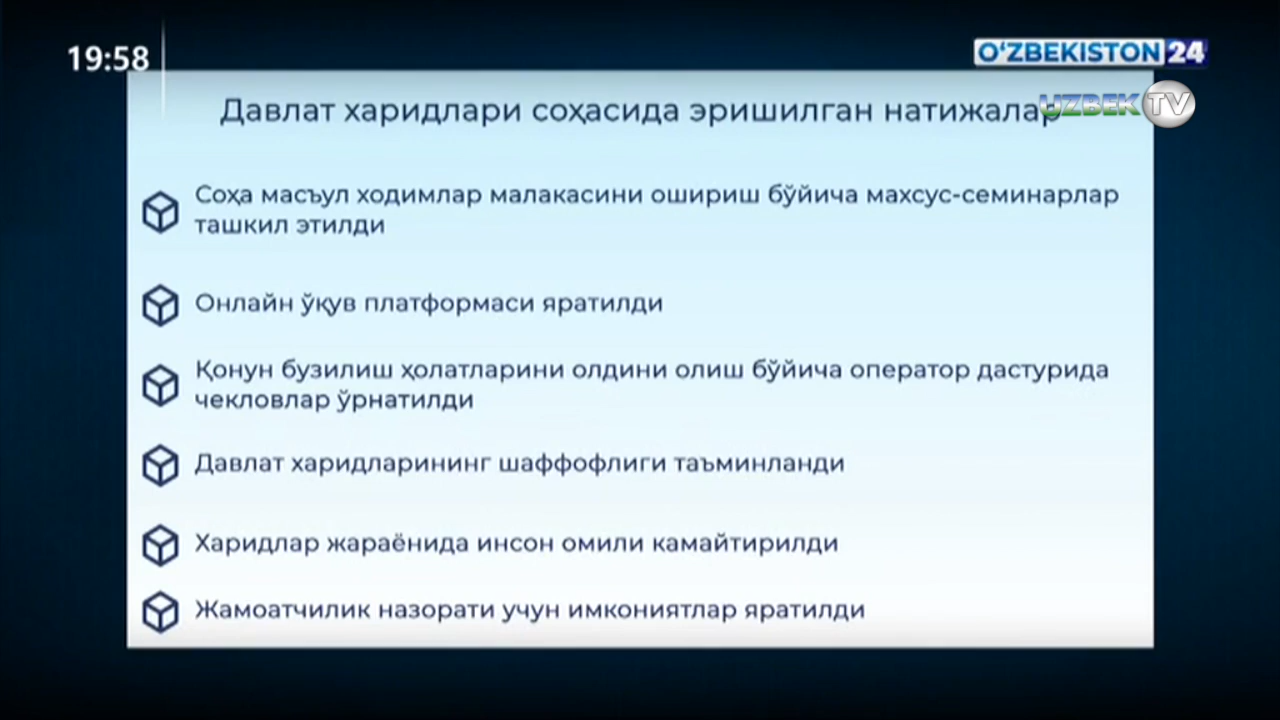 19:58
O‘ZBEKISTON 24
Давлат харидлари соҳасида эришилган натижалар
UZBEK TV
Соҳа масъул ходимлар малакасини ошириш бўйича махсус-семинарлар
ташкил этилди
Онлайн ўқув платформаси яратилди
Қонун бузилиш ҳолатларини олдини олиш бўйича оператор дастурида
чекловлар ўрнатилди
Давлат харидларининг шаффофлиги таъминланди
Харидлар жараёнида инсон омили камайтирилди
Жамоатчилик назорати учун имкониятлар яратилди